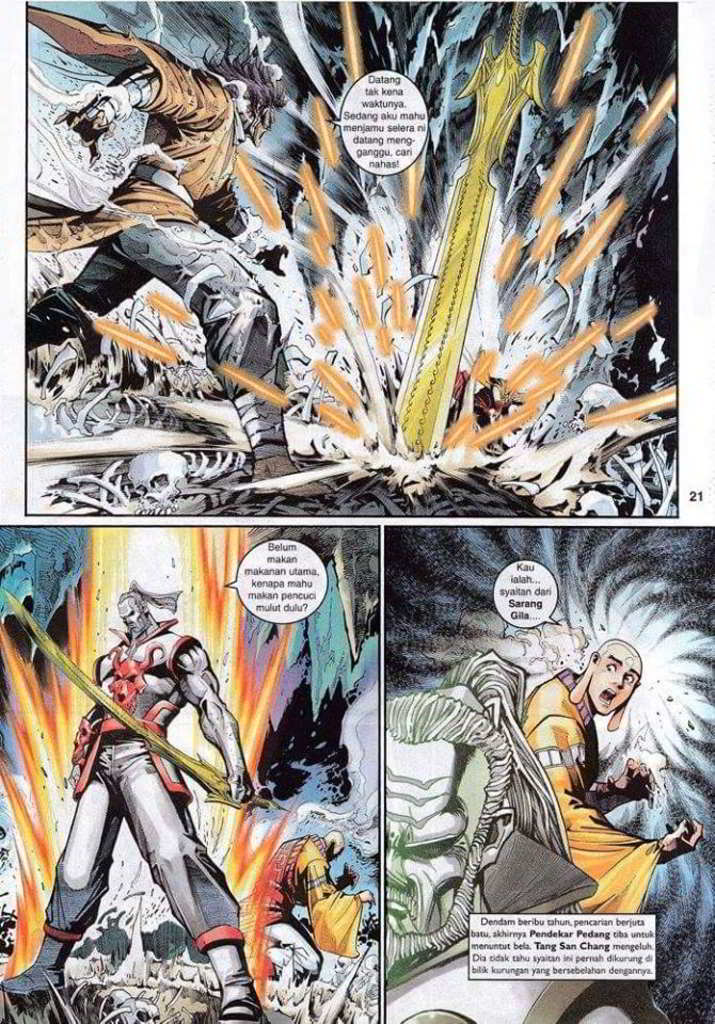 Datang
tak kena
waktunya.
Sedang aku mahu
menjamu selera ni
datang meng-
ganggu, cari
nahas!
21
Belum
makan
makanan utama,
kenapa mahu
makan pencuci
mulut dulu?
Kau
ialah...
syaitan dari
Sarang
Gila....
Dendam beribu tahun, pencarian berjuta
batu, akhirnya Pendekar Pedang tiba untuk
menuntut bela. Tang San Chang mengeluh.
Dia tidak tahu syaitan ini pernah dikurung di
bilik kurungan yang bersebelahan dengannya.